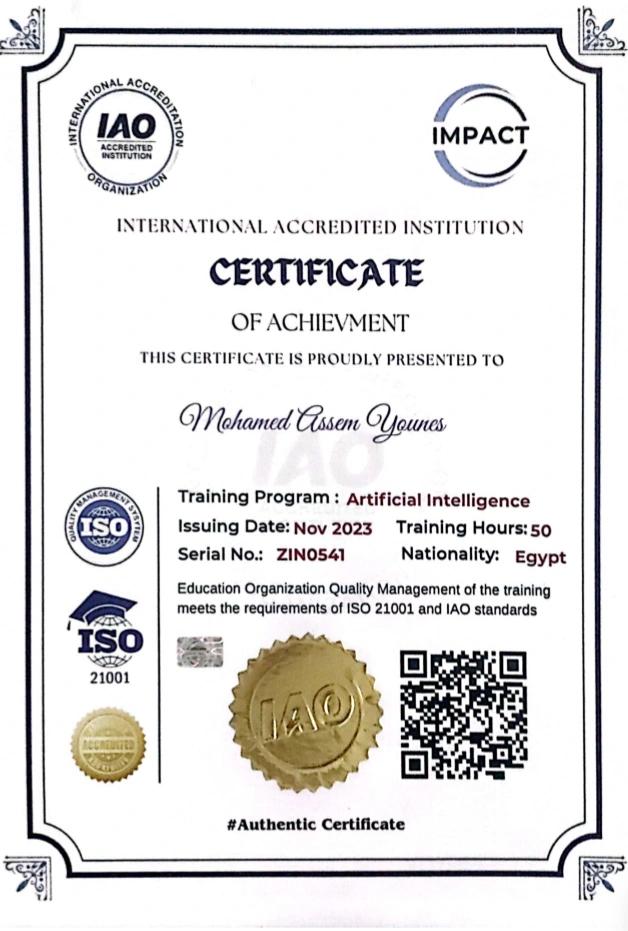 INTERNATIONAL ACCREDITATION
IAO
ACCREDITED
INSTITUTION
ORGANIZATION
IMPACT
INTERNATIONAL ACCREDITED INSTITUTION
CERTIFICATE
OF ACHIEVMENT
THIS CERTIFICATE IS PROUDLY PRESENTED TO
Mohamed Assem Younes
IAO
QUALITY MANAGEMENT SYSTEM
ISO
Training Program : Artificial Intelligence
Issuing Date: Nov 2023 Training Hours: 50
Serial No.: ZIN0541 Nationality: Egypt
Education Organization Quality Management of the training
meets the requirements of ISO 21001 and IAO standards
ISO
21001
IAO
ACCREDITED
#Authentic Certificate